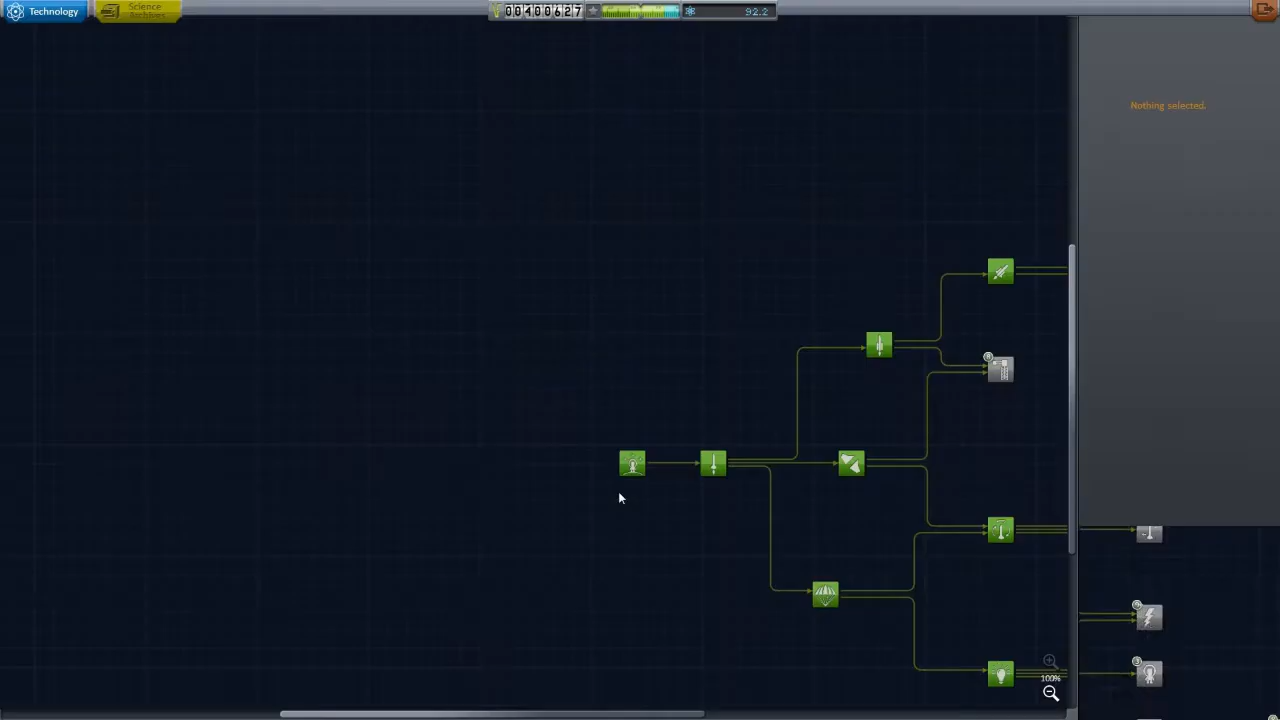 Technology
Science
Archives
00400627
92.2
Nothing selected.
100%